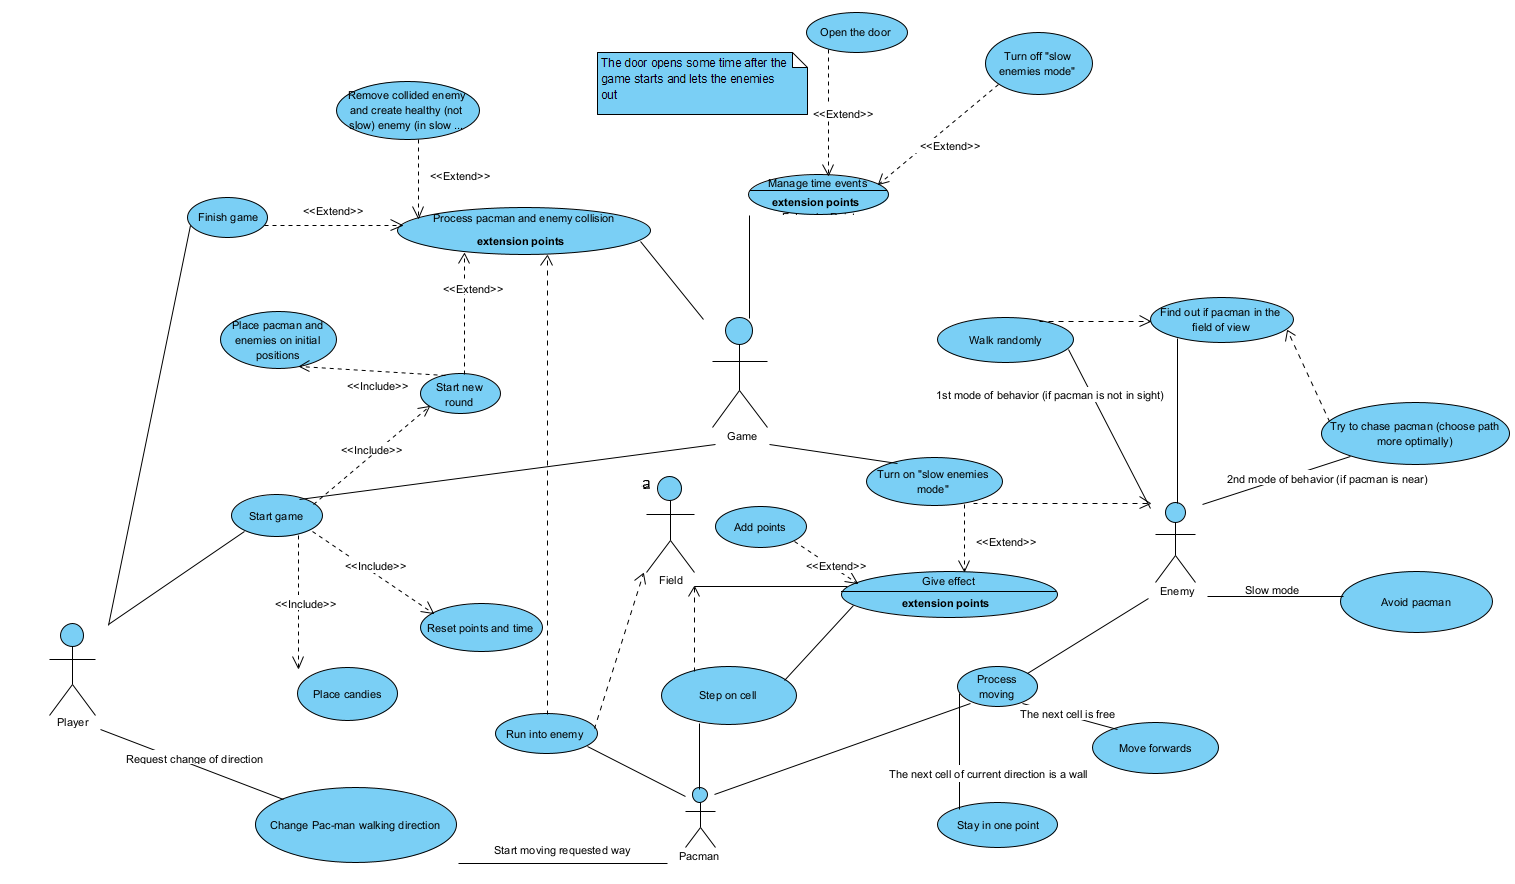 Open the door
The door opens some time after the
game starts and lets the enemies
out
Turn off "slow
enemies mode"
Remove collided enemy
and create healthy (not
slow) enemy (in slow ...
<<Extend>>
<<Extend>>
<<Extend>>
Manage time events
extension points
Finish game
<<Extend>>
Process pacman and enemy collision
extension points
<<Extend>>
Place pacman and
enemies on initial
positions
Find out if pacman in the
field of view
Walk randomly
<<Include>>
Start new
round
1st mode of behavior (if pacman is not in sight)
Game
Try to chase pacman (choose path
more optimally)
<<Include>>
2nd mode of behavior (if pacman is near)
Turn on "slow enemies
mode"
a
Start game
Add points
<<Extend>>
<<Include>>
<<Extend>>
Field
Give effect
extension points
Enemy
Slow mode
Avoid pacman
<<Include>>
Reset points and time
Place candies
Step on cell
Process
moving
The next cell is free
Player
Run into enemy
Move forwards
Request change of direction
The next cell of current direction is a wall
Change Pac-man walking direction
Stay in one point
Start moving requested way
Pacman